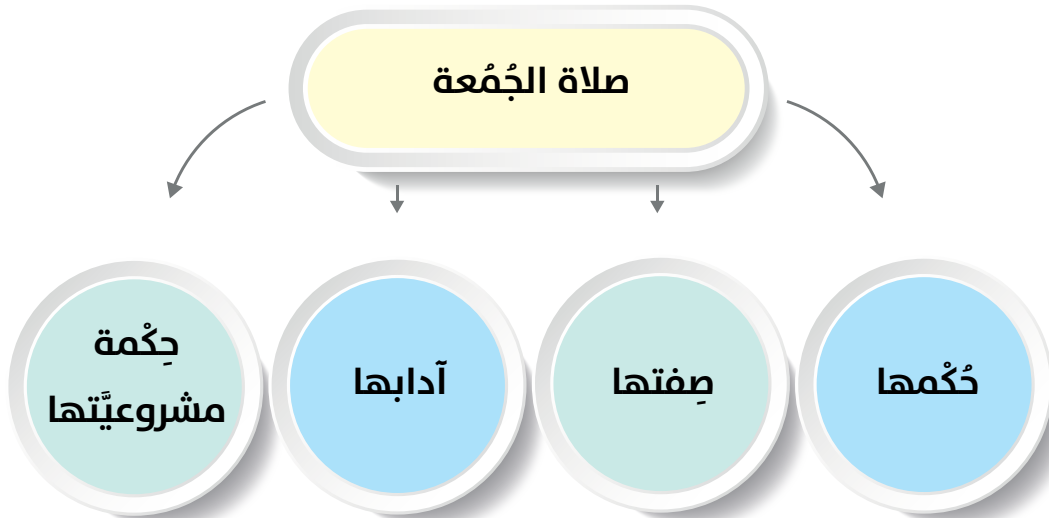 صلاة الجُمُعة
حُكْمها
صِفتها
آدابها
حِكْمة
مشروعيَّتها